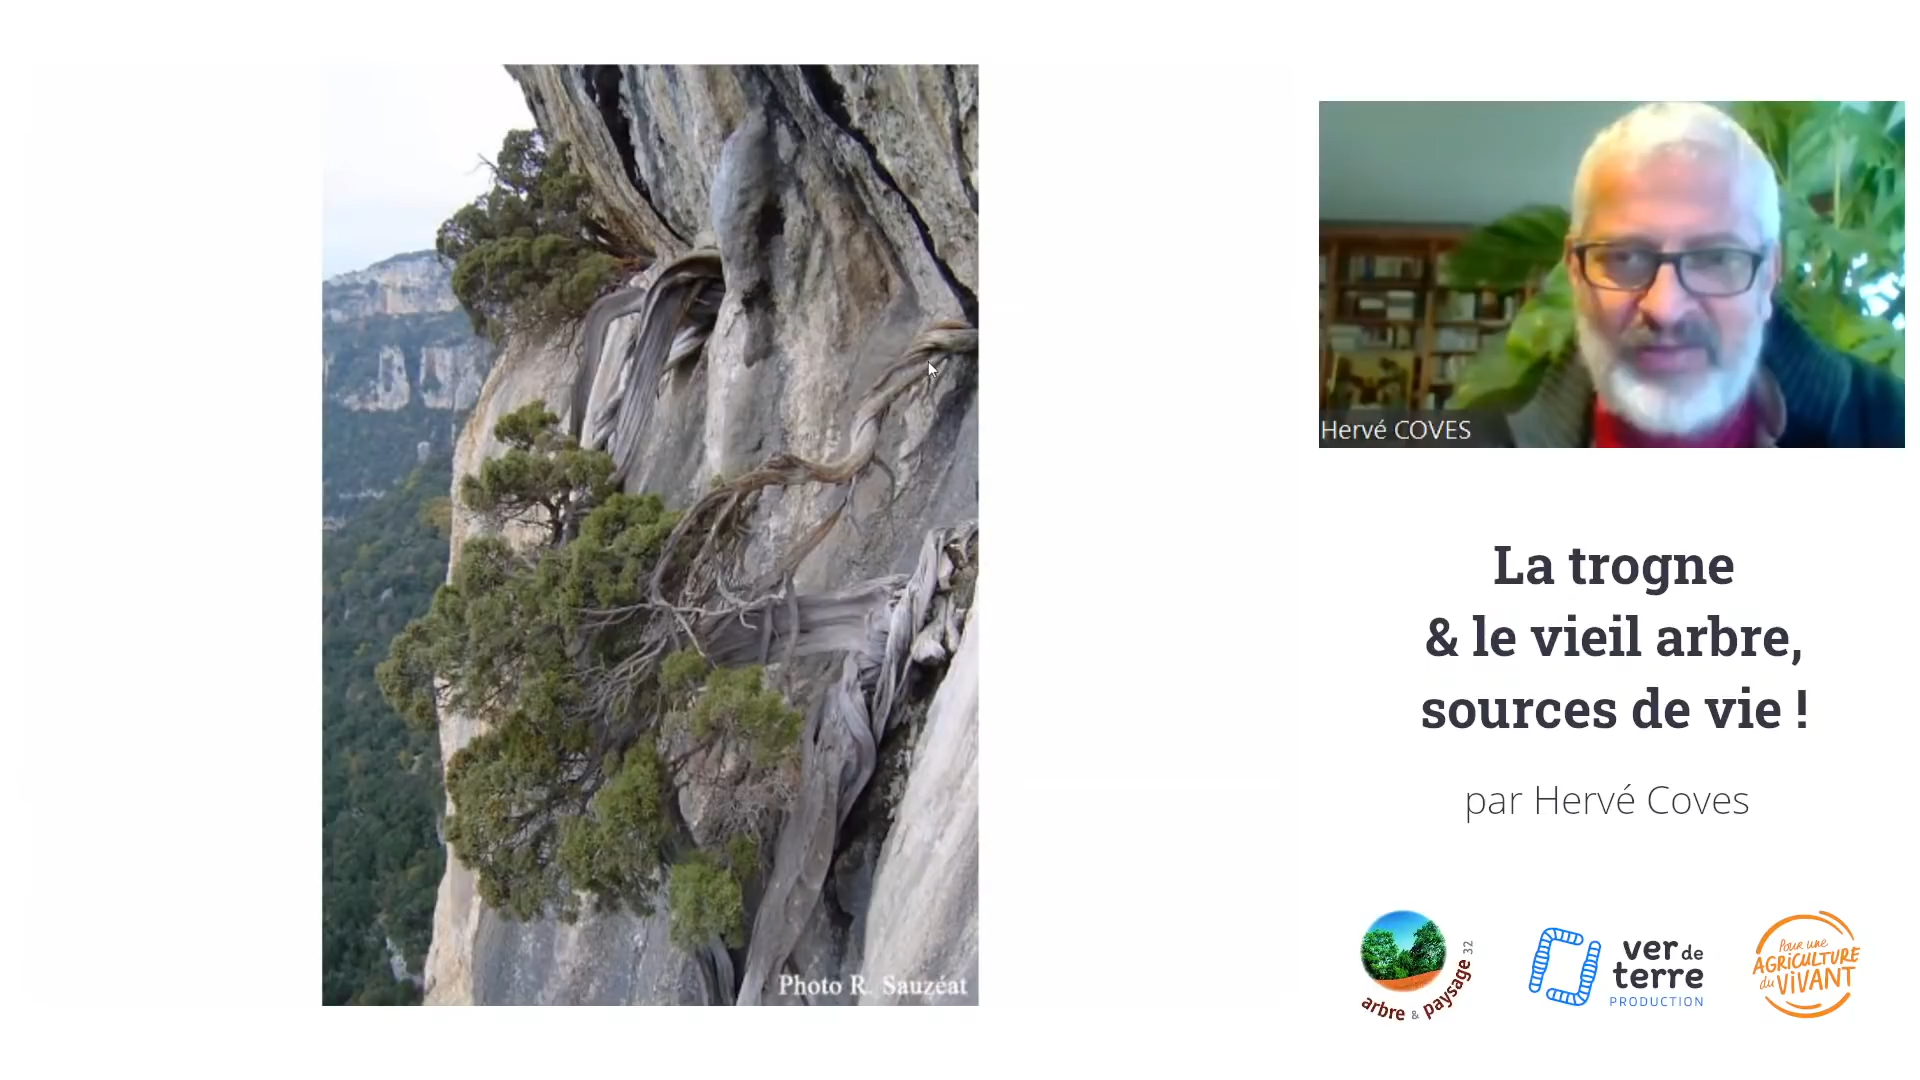 Photo R. Sauzéat
Hervé COVES
La trogne
& le vieil arbre,
sources de vie !
par Hervé Coves
arbre & paysage 32
ver de
terre
PRODUCTION
Pour une
AGRICULTURE
du VIVANT